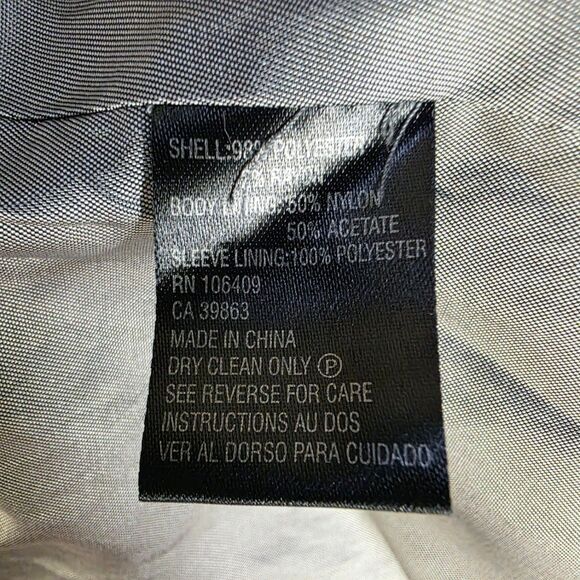 SHELL:98% POLYESTER
BODY LINING:50% NYLON
50% ACETATE
SLEEVE LINING:100% POLYESTER
RN 106409
CA 39863
MADE IN CHINA
DRY CLEAN ONLY Ⓟ
SEE REVERSE FOR CARE
INSTRUCTIONS AU DOS
VER AL DORSO PARA CUIDADO